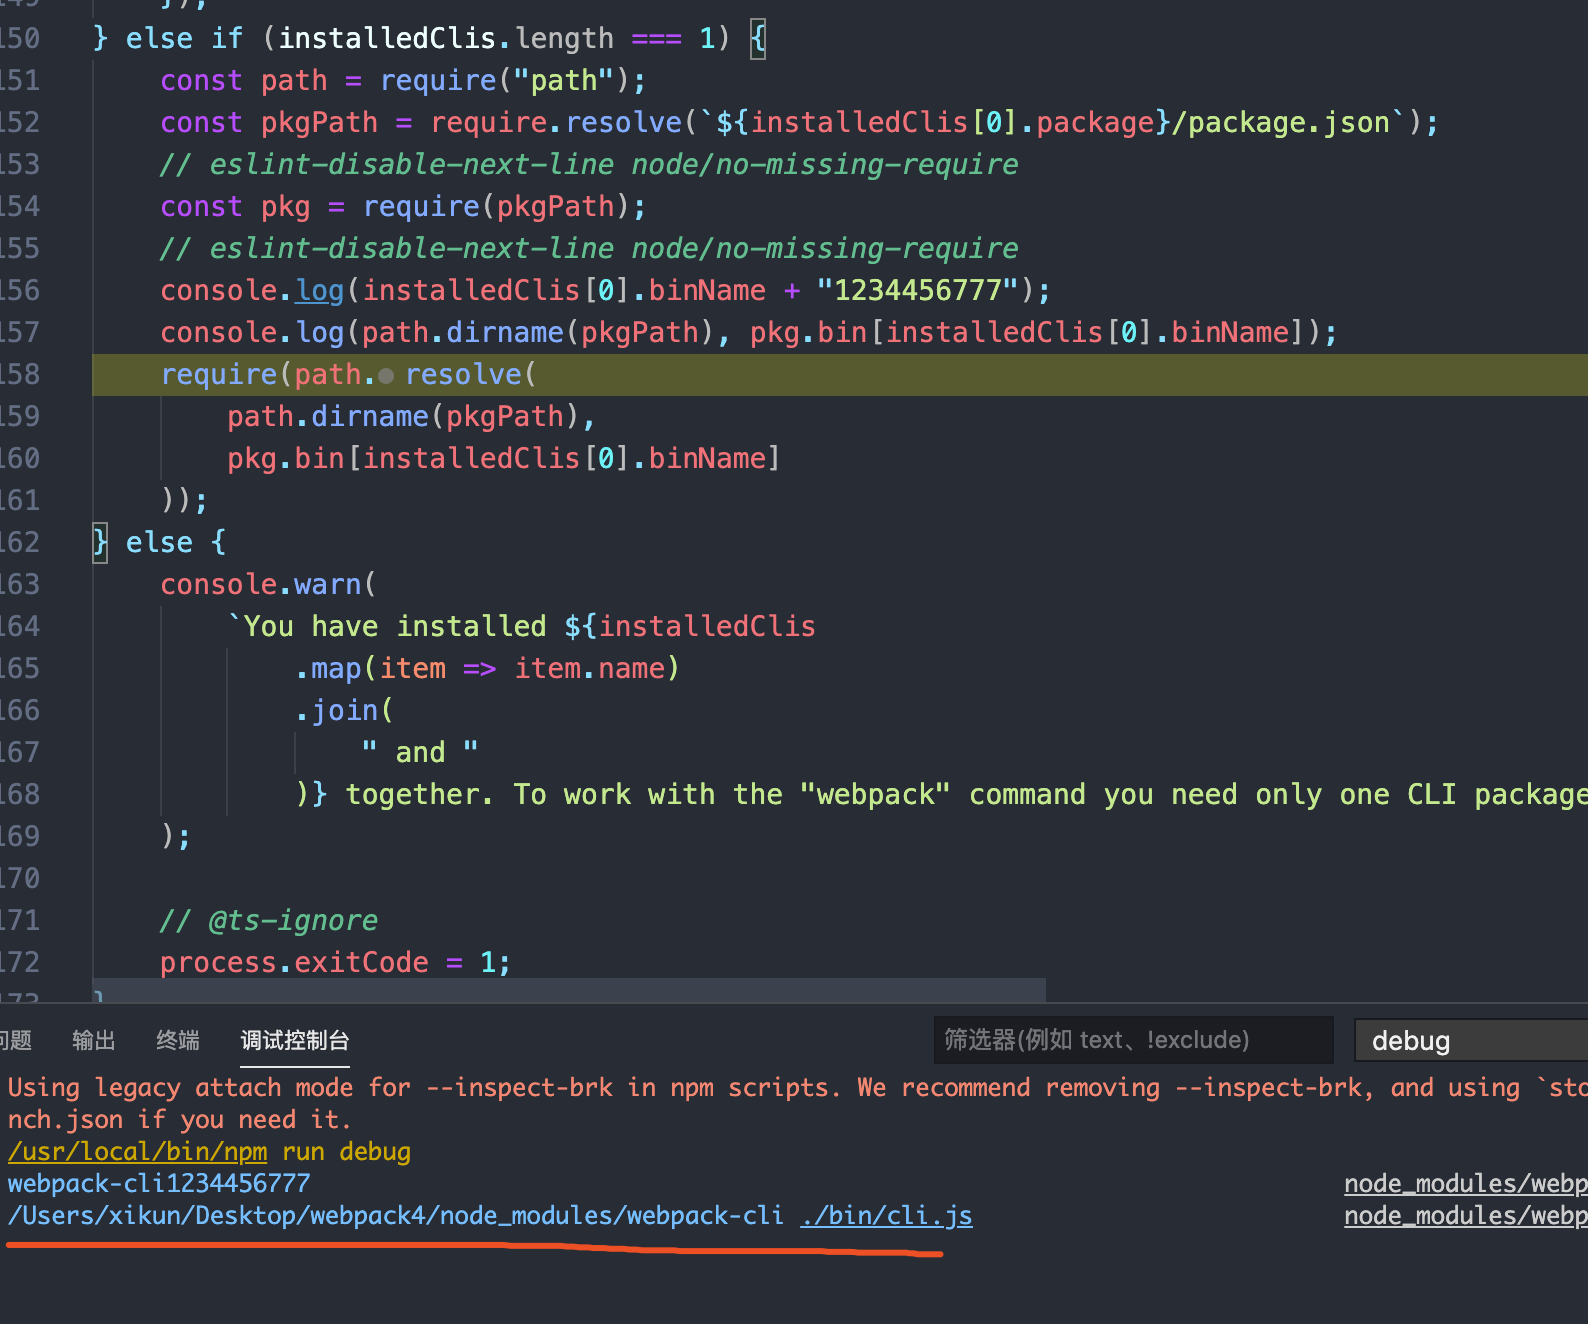 });
150 } else if (installedClis.length === 1) {
151 const path = require("path");
152 const pkgPath = require.resolve(`${installedClis[0].package}/package.json`);
153 // eslint-disable-next-line node/no-missing-require
154 const pkg = require(pkgPath);
155 // eslint-disable-next-line node/no-missing-require
156 console.log(installedClis[0].binName + "1234456777");
157 console.log(path.dirname(pkgPath), pkg.bin[installedClis[0].binName]);
158 require(path. resolve(
159 path.dirname(pkgPath),
160 pkg.bin[installedClis[0].binName]
161 ));
162 } else {
163 console.warn(
164 `You have installed ${installedClis
165 .map(item => item.name)
166 .join(
167 " and "
168 )} together. To work with the "webpack" command you need only one CLI package
169 );
170
171 // @ts-ignore
172 process.exitCode = 1;
173 }
问题 输出 终端 调试控制台 筛选器(例如 text、!exclude) debug
Using legacy attach mode for --inspect-brk in npm scripts. We recommend removing --inspect-brk, and using `sto
nch.json if you need it.
/usr/local/bin/npm run debug
webpack-cli1234456777 node_modules/webp
/Users/xikun/Desktop/webpack4/node_modules/webpack-cli ./bin/cli.js node_modules/webp